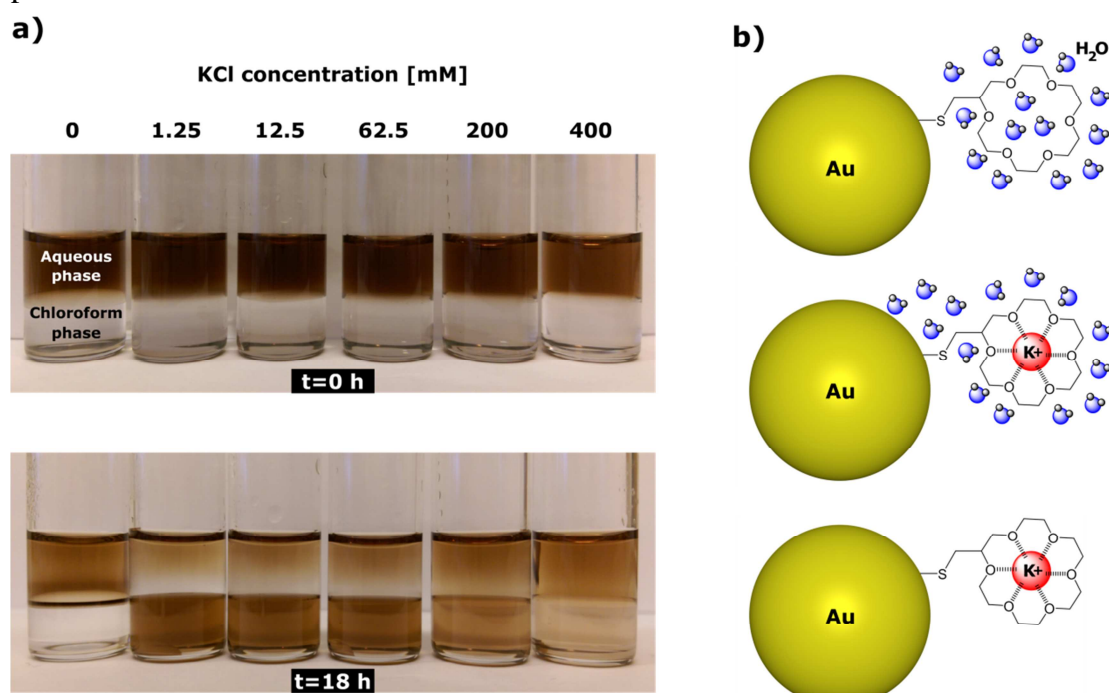 a)
KCl concentration [mM]
0 1.25 12.5 62.5 200 400
Aqueous
phase
Chloroform
phase
t=0 h
t=18 h
b)
H₂O
S
O
O
O
O
O
O
Au
S
O
O
O
O
O
O
K+
Au
S
O
O
O
O
O
O
K+
Au